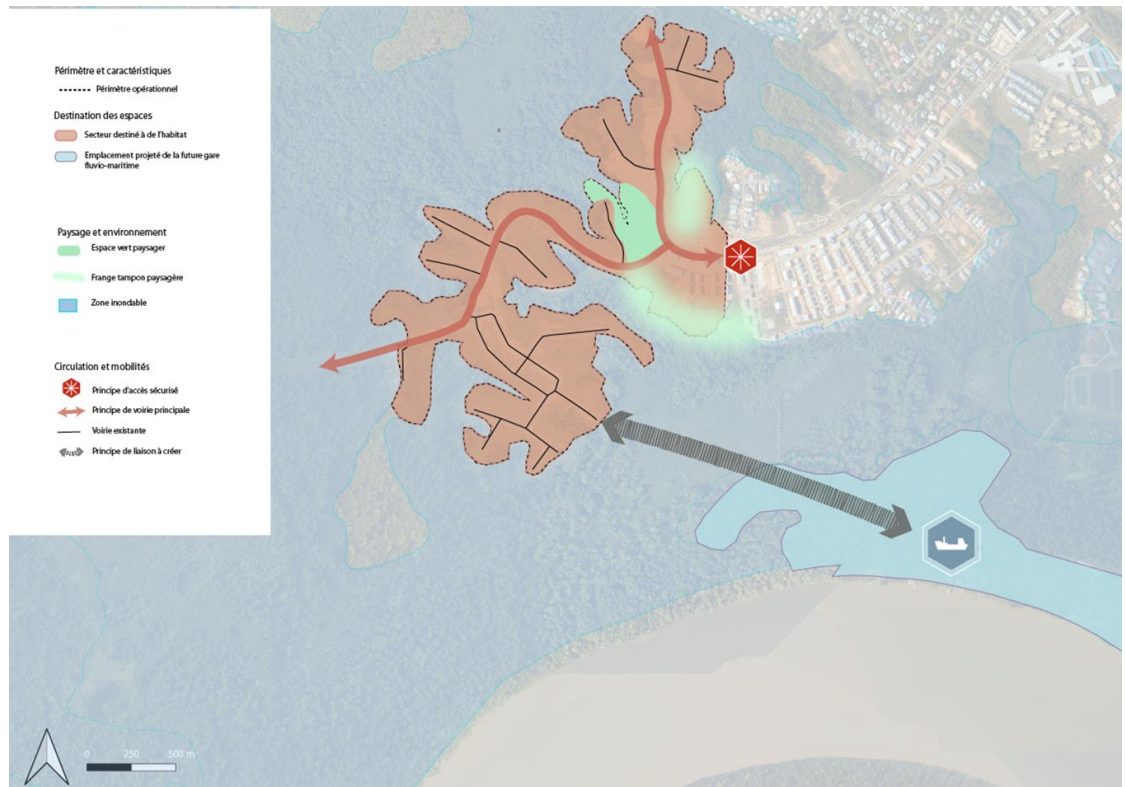 Périmètre et caractéristiques
Périmètre opérationnel
Destination des espaces
Secteur destiné à de l'habitat
Emplacement projeté de la future gare
fluvio-maritime
Paysage et environnement
Espace vert paysager
Frange tampon paysagère
Zone inondable
Circulation et mobilités
Principe d'accès sécurisé
Principe de voirie principale
Voirie existante
Principe de liaison à créer
0 250 500 m